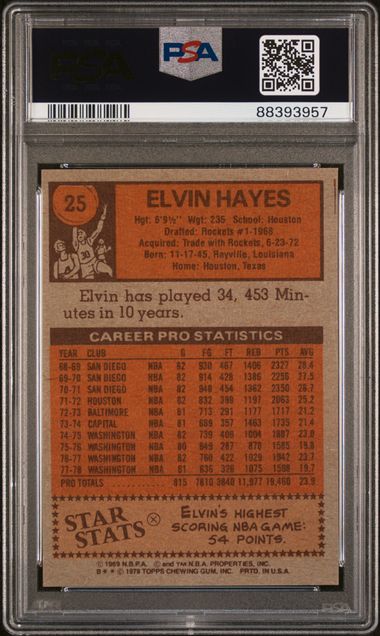 PSA
PSA
88393957
25
ELVIN HAYES
Hgt: 6'9½" Wgt: 235 School: Houston
Drafted: Rockets #1-1968
Acquired: Trade with Rockets, 6-23-72
Born: 11-17-45, Rayville, Louisiana
Home: Houston, Texas
Elvin has played 34, 453 Min-
utes in 10 years.
CAREER PRO STATISTICS
YEAR CLUB G FG FT REB PTS AVG
68-69 SAN DIEGO NBA 82 930 467 1406 2327 28.4
69-70 SAN DIEGO NBA 82 914 428 1386 2256 27.5
70-71 SAN DIEGO NBA 82 948 454 1362 2350 28.7
71-72 HOUSTON NBA 82 832 399 1197 2063 25.2
72-73 BALTIMORE NBA 81 713 291 1177 1717 21.2
73-74 CAPITAL NBA 81 689 357 1463 1735 21.4
74-75 WASHINGTON NBA 82 739 409 1004 1887 23.0
75-76 WASHINGTON NBA 80 649 287 878 1585 19.8
76-77 WASHINGTON NBA 82 760 422 1029 1942 23.7
77-78 WASHINGTON NBA 81 636 326 1075 1598 19.7
PRO TOTALS 815 7810 3840 11,977 19,460 23.9
STAR
STATS
ELVIN'S HIGHEST
SCORING NBA GAME:
54 POINTS.
© 1969 N.B.P.A. © and TM N.B.A. PROPERTIES, INC.
B * * © 1978 TOPPS CHEWING GUM, INC. PRTD. IN U.S.A.
PSA